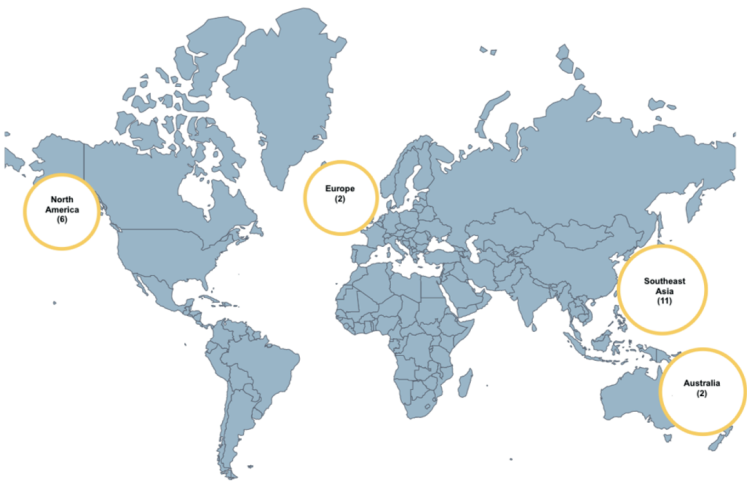 North
America
(6)
Europe
(2)
Southeast
Asia
(11)
Australia
(2)